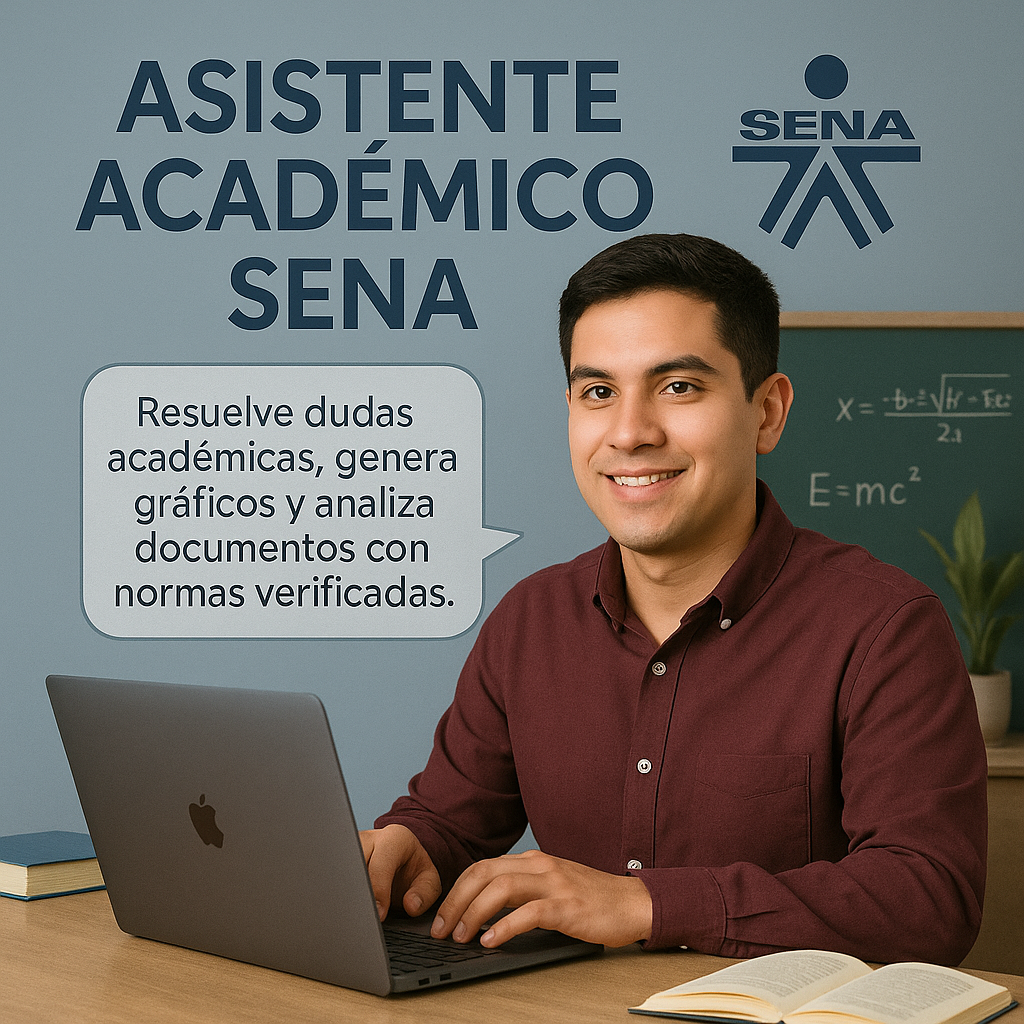 ASISTENTE
ACADÉMICO
SENA
SENA
Resuelve dudas
académicas, genera
gráficos y analiza
documentos con
normas verificadas.
E=mc²